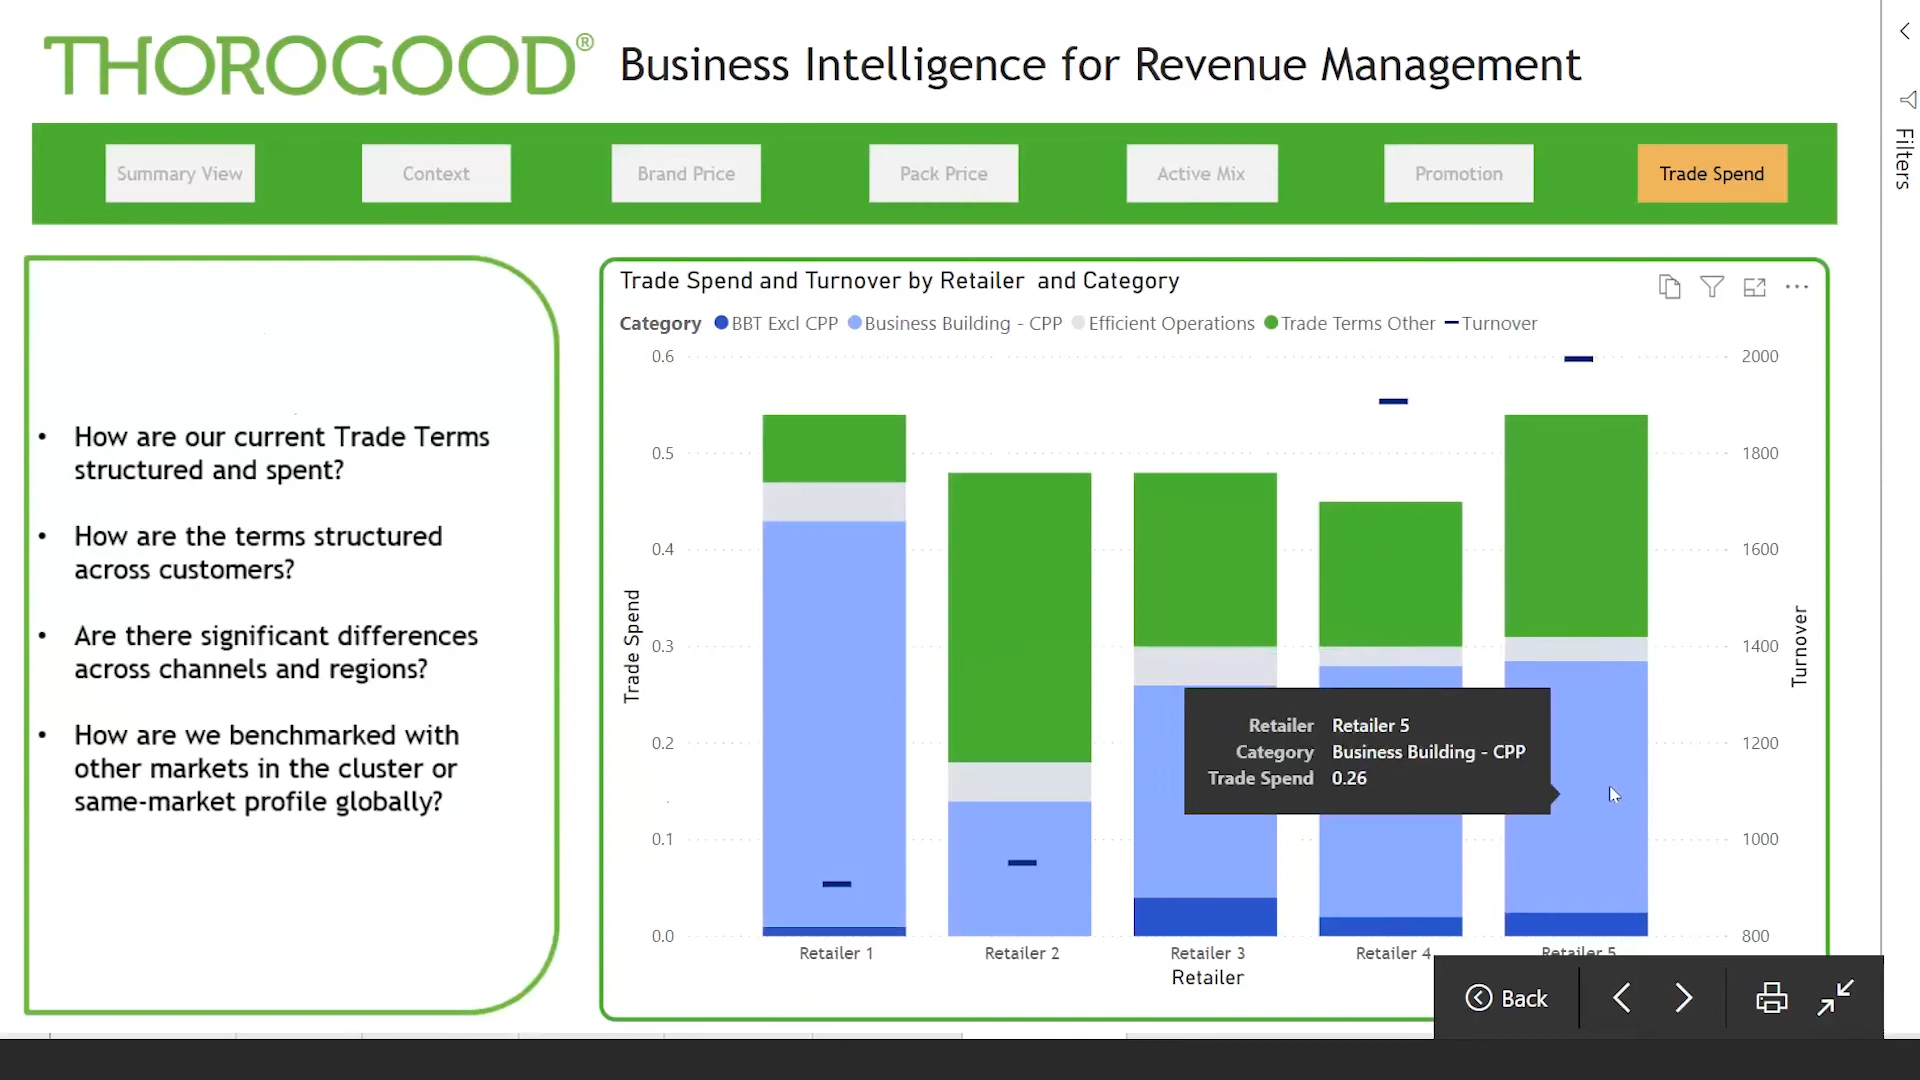 THOROGOOD®
Business Intelligence for Revenue Management
Summary View
Context
Brand Price
Pack Price
Active Mix
Promotion
Trade Spend
Filters
• How are our current Trade Terms
structured and spent?
• How are the terms structured
across customers?
• Are there significant differences
across channels and regions?
• How are we benchmarked with
other markets in the cluster or
same-market profile globally?
Trade Spend and Turnover by Retailer and Category
Category BBT Excl CPP Business Building - CPP Efficient Operations Trade Terms Other Turnover
0.6
0.5
0.4
0.3
0.2
0.1
0.0
Trade Spend
2000
1800
1600
1400
1200
1000
800
Turnover
Retailer Retailer 5
Category Business Building - CPP
Trade Spend 0.26
Retailer 1
Retailer 2
Retailer 3
Retailer 4
Retailer 5
Retailer
Back